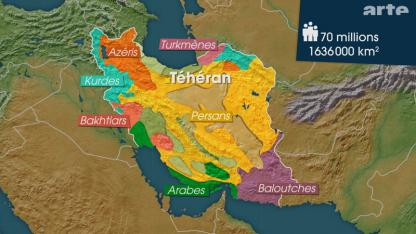 arte
70 millions
1636000 km²
Turkmènes
Azéris
Téhéran
Kurdes
Persans
Bakhtiars
Arabes
Baloutches